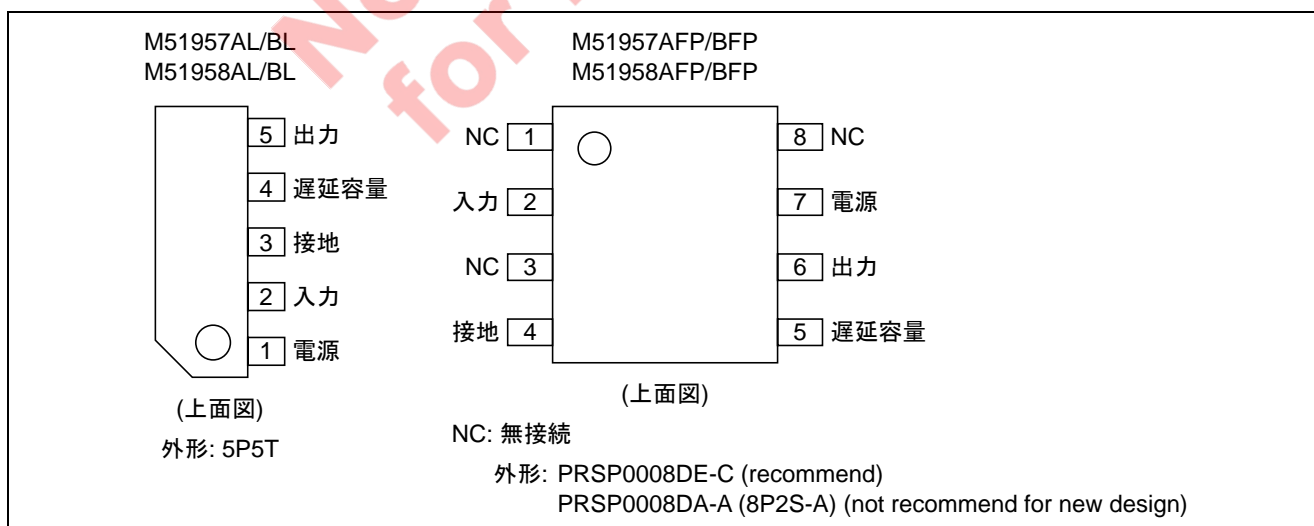 No
for
M51957AL/BL
M51958AL/BL
5 出力
4 遅延容量
3 接地
2 入力
1 電源
(上面図)
外形: 5P5T
M51957AFP/BFP
M51958AFP/BFP
NC 1
入力 2
NC 3
接地 4
8 NC
7 電源
6 出力
5 遅延容量
(上面図)
NC: 無接続
外形: PRSP0008DE-C (recommend)
PRSP0008DA-A (8P2S-A) (not recommend for new design)